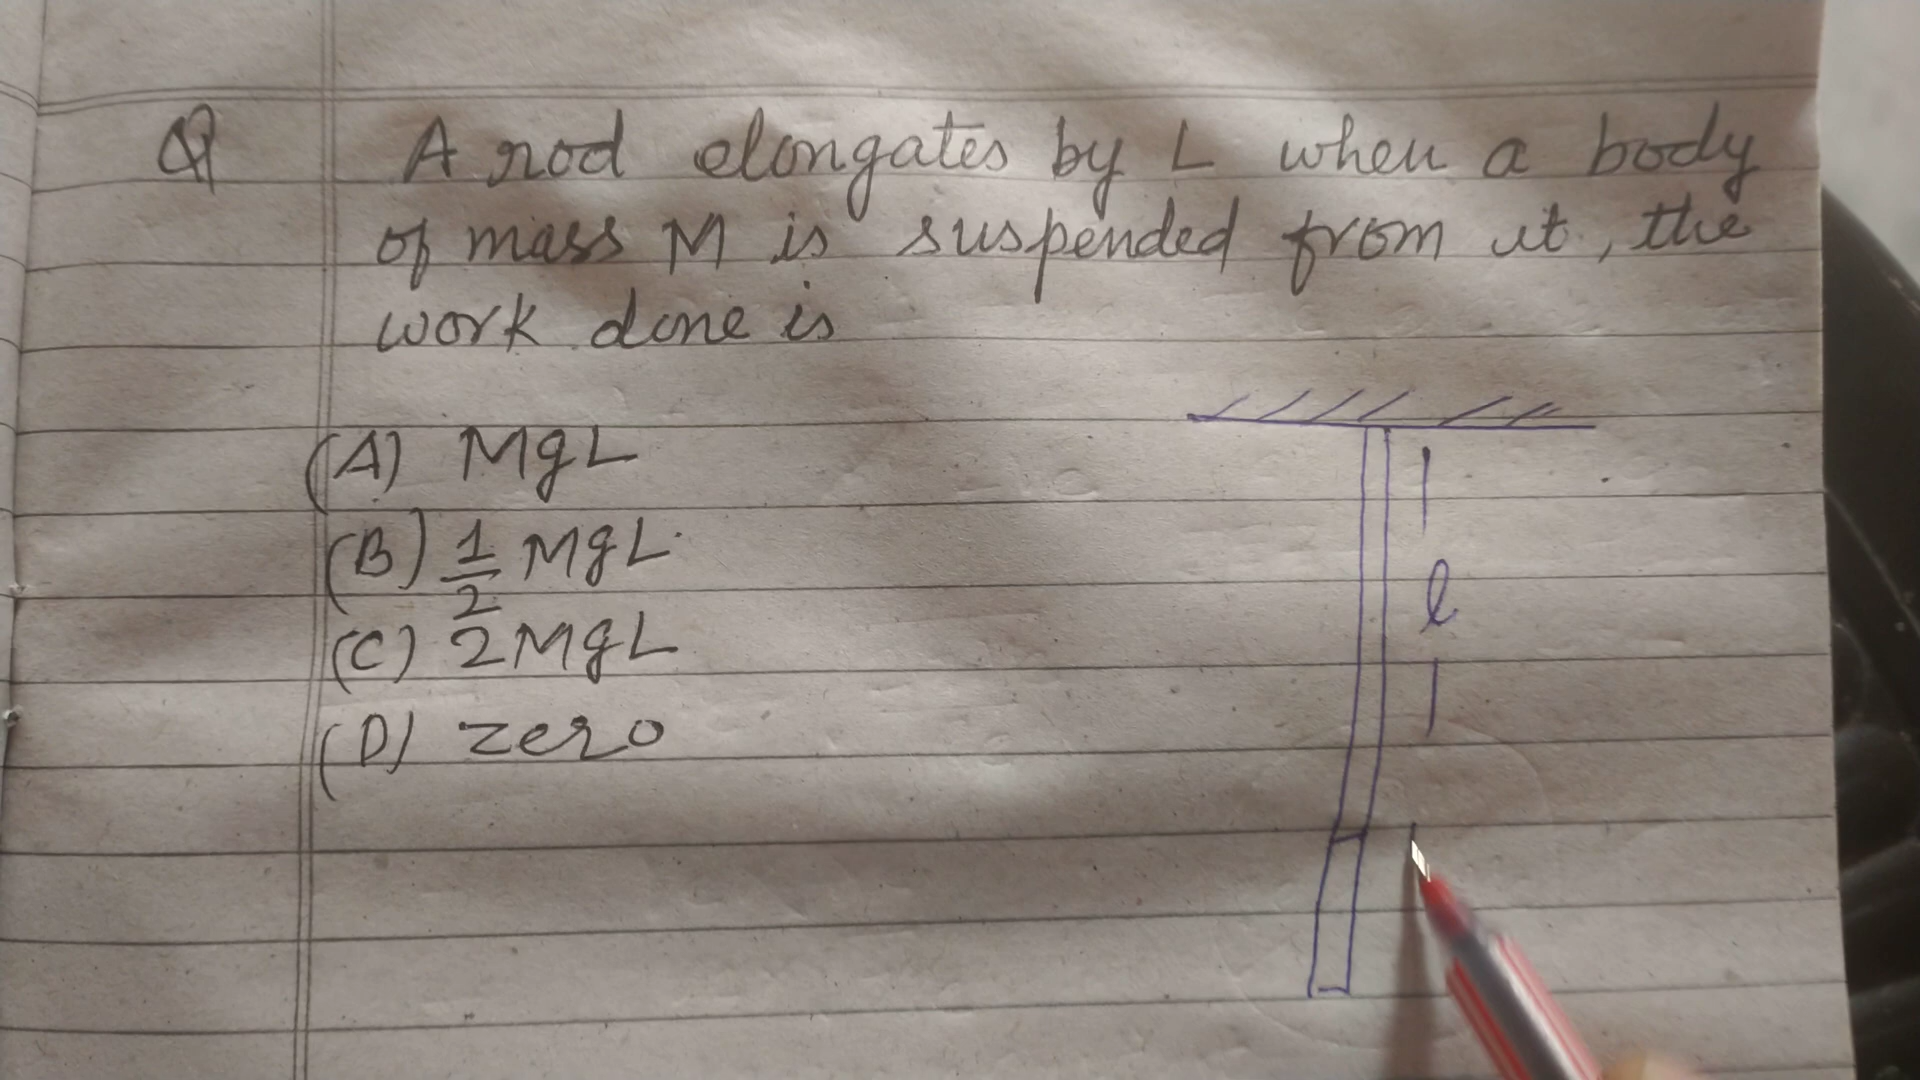 Q A rod elongates by L when a body
of mass M is suspended from it, the
work done is
(A) MgL
(B) 1/2 MgL
(C) 2MgL
(D) zero
l